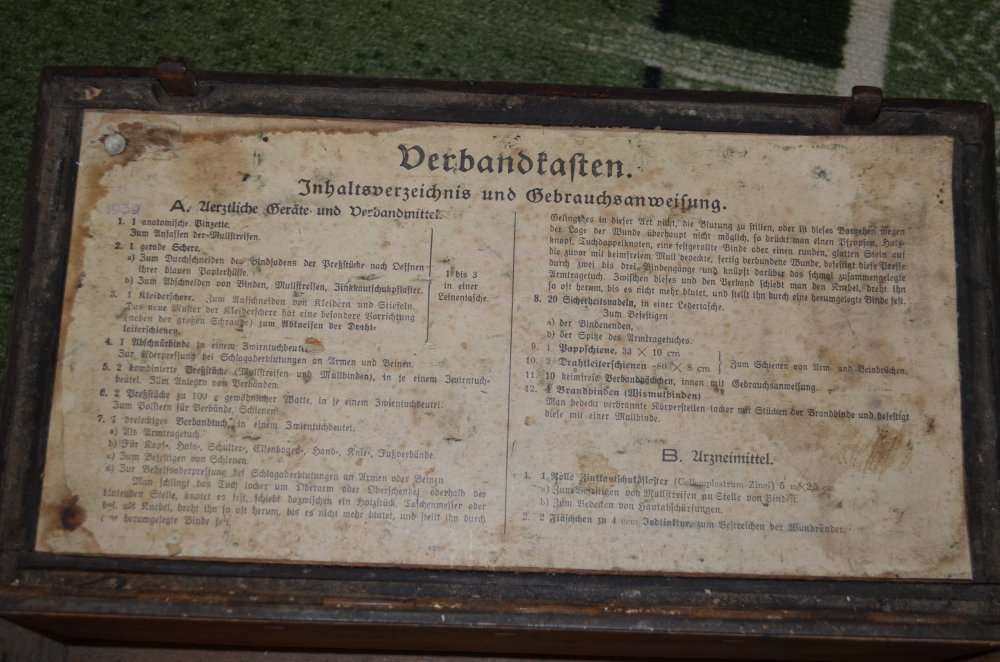 Verbandkasten.
Inhaltsverzeichnis und Gebrauchsanweisung.
1939
A. Aerztliche Geräte und Verbandmittel.
1. 1 anatomische Pinzette.
Zum Anfassen der Mullstreifen.
2. 1 gerade Schere.
a) Zum Durchschneiden des Bindfadens der Preßstücke nach Oeffnen
ihrer blauen Papierhülle.
b) Zum Abschneiden von Binden, Mullstreifen, Zinkkautschukpflaster.
3. 1 Kleiderschere. Zum Aufschneiden von Kleidern und Stiefeln.
Das neue Muster der Kleiderschere hat eine besondere Vorrichtung
(neben der großen Schraube) zum Abkneifen der Draht-
leiterschienen.
1 bis 3
in einer
Leinentasche.
4. 1 Abschnürbinde in einem Zwirntuchbeutel.
Zur Aderpressung bei Schlagaderblutungen an Armen und Beinen.
5. 2 kombinierte Preßstücke (Mullstreifen und Mullbinden), in je einem Zwirntuch-
beutel. Zum Anlegen von Verbänden.
6. 2 Preßstücke zu 100 g gewöhnlicher Watte, in je einem Zwirntuchbeutel.
Zum Polstern für Verbände, Schienen
7. 1 dreieckiges Verbandtuch in einem Zwirntuchbeutel.
a) Als Armtragetuch
b) Für Kopf-, Hals-, Schulter-, Ellenbogen-, Hand-, Knie-, Fußverbände.
c) Zum Befestigen von Schienen
d) Zur Behelfsaderpressung bei Schlagaderblutungen an Armen oder Beinen.
Man schlingt das Tuch locker um Oberarm oder Oberschenkel oberhalb der
blutenden Stelle, knotet es fest, schiebt dazwischen ein Holzstück, Taschenmesser oder
dgl. als Knebel, dreht ihn so oft herum, bis es nicht mehr blutet, und stellt ihn durch
eine herumgelegte Binde fest.
Gelingt es in dieser Art nicht, die Blutung zu stillen, oder ist dieses Vorgehen wegen
der Lage der Wunde überhaupt nicht möglich, so drückt man einen Pfropfen, Holz-
knopf, Tuchdoppelknoten, eine festgerollte Binde oder einen runden, glatten Stein auf
die zuvor mit keimfreiem Mull bedeckte, fertig verbundene Wunde, befestigt diese Presse
durch zwei bis drei Bindengänge und knüpft darüber das schmal zusammengelegte
Armtragetuch. Zwischen dieses und den Verband schiebt man den Knebel, dreht ihn
so oft herum, bis es nicht mehr blutet, und stellt ihn durch eine herumgelegte Binde fest.
8. 20 Sicherheitsnadeln, in einer Ledertasche.
Zum Befestigen
a) der Bindenenden,
b) der Spitze des Armtragetuches.
9. 1 Pappschiene, 33 × 10 cm
10. 2 Drahtleiterschienen 80 × 8 cm
Zum Schienen von Arm- und Beinbrüchen.
11. 10 keimfreie Verbandpäckchen, innen mit Gebrauchsanweisung.
12. 4 Brandbinden (Wismutbinden)
Man bedeckt verbrannte Körperstellen locker mit Stücken der Brandbinde und befestigt
diese mit einer Mullbinde.
B. Arzneimittel.
1. 1 Rolle Zinkkautschukpflaster (Collemplastrum Zinci) 5 m × 2,5 cm
a) Zum Befestigen von Mullstreifen an Stelle von Binden.
b) Zum Bedecken von Hautabschürfungen.
2. 2 Fläschchen zu 4 ccm Jodtinktur, zum Bestreichen der Wundränder.